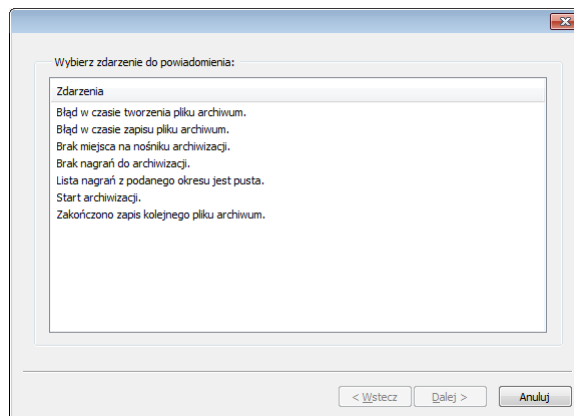 Wybierz zdarzenie do powiadomienia:
Zdarzenia
Błąd w czasie tworzenia pliku archiwum.
Błąd w czasie zapisu pliku archiwum.
Brak miejsca na nośniku archiwizacji.
Brak nagrań do archiwizacji.
Lista nagrań z podanego okresu jest pusta.
Start archiwizacji.
Zakończono zapis kolejnego pliku archiwum.
< Wstecz Dalej > Anuluj